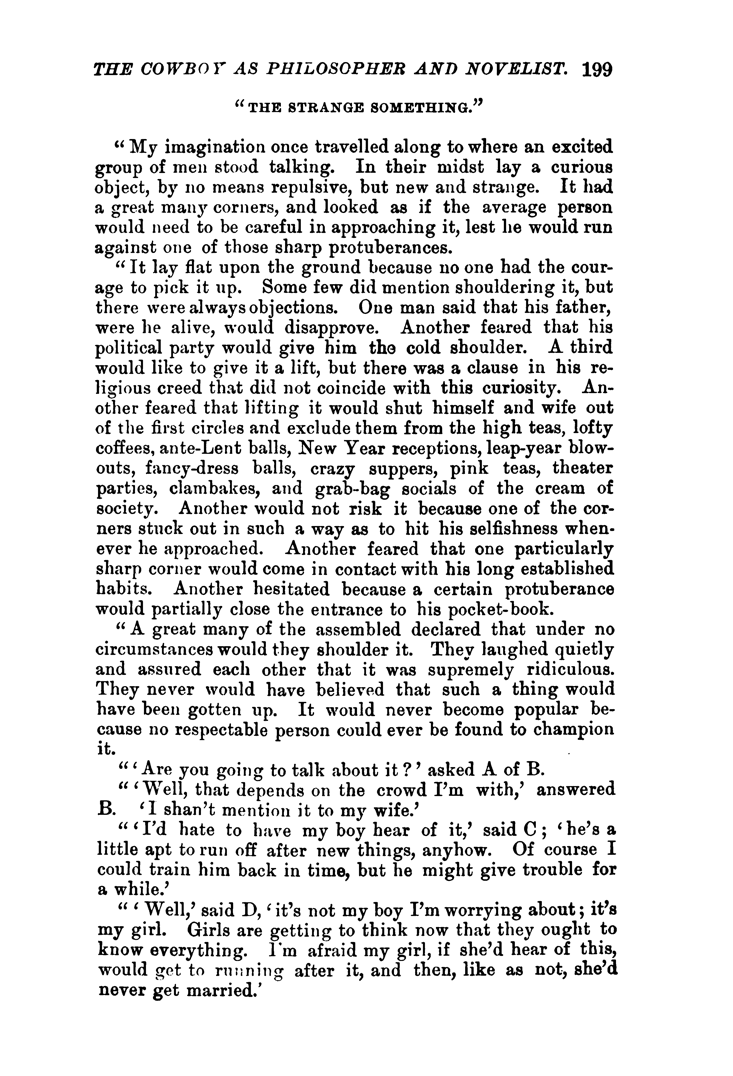 THE COWBOY AS PHILOSOPHER AND NOVELIST. 199
“THE STRANGE SOMETHING.”
“My imagination once travelled along to where an excited
group of men stood talking. In their midst lay a curious
object, by no means repulsive, but new and strange. It had
a great many corners, and looked as if the average person
would need to be careful in approaching it, lest he would run
against one of those sharp protuberances.
“It lay flat upon the ground because no one had the cour-
age to pick it up. Some few did mention shouldering it, but
there were always objections. One man said that his father,
were he alive, would disapprove. Another feared that his
political party would give him the cold shoulder. A third
would like to give it a lift, but there was a clause in his re-
ligious creed that did not coincide with this curiosity. An-
other feared that lifting it would shut himself and wife out
of the first circles and exclude them from the high teas, lofty
coffees, ante-Lent balls, New Year receptions, leap-year blow-
outs, fancy-dress balls, crazy suppers, pink teas, theater
parties, clambakes, and grab-bag socials of the cream of
society. Another would not risk it because one of the cor-
ners stuck out in such a way as to hit his selfishness when-
ever he approached. Another feared that one particularly
sharp corner would come in contact with his long established
habits. Another hesitated because a certain protuberance
would partially close the entrance to his pocket-book.
“A great many of the assembled declared that under no
circumstances would they shoulder it. They laughed quietly
and assured each other that it was supremely ridiculous.
They never would have believed that such a thing would
have been gotten up. It would never become popular be-
cause no respectable person could ever be found to champion
it.
“‘Are you going to talk about it?’ asked A of B.
“‘Well, that depends on the crowd I'm with,’ answered
B. ‘I shan't mention it to my wife.’
“‘I'd hate to have my boy hear of it,’ said C; ‘he's a
little apt to run off after new things, anyhow. Of course I
could train him back in time, but he might give trouble for
a while.’
“‘Well,’ said D, ‘it's not my boy I'm worrying about; it's
my girl. Girls are getting to think now that they ought to
know everything. I'm afraid my girl, if she'd hear of this,
would get to running after it, and then, like as not, she'd
never get married.’